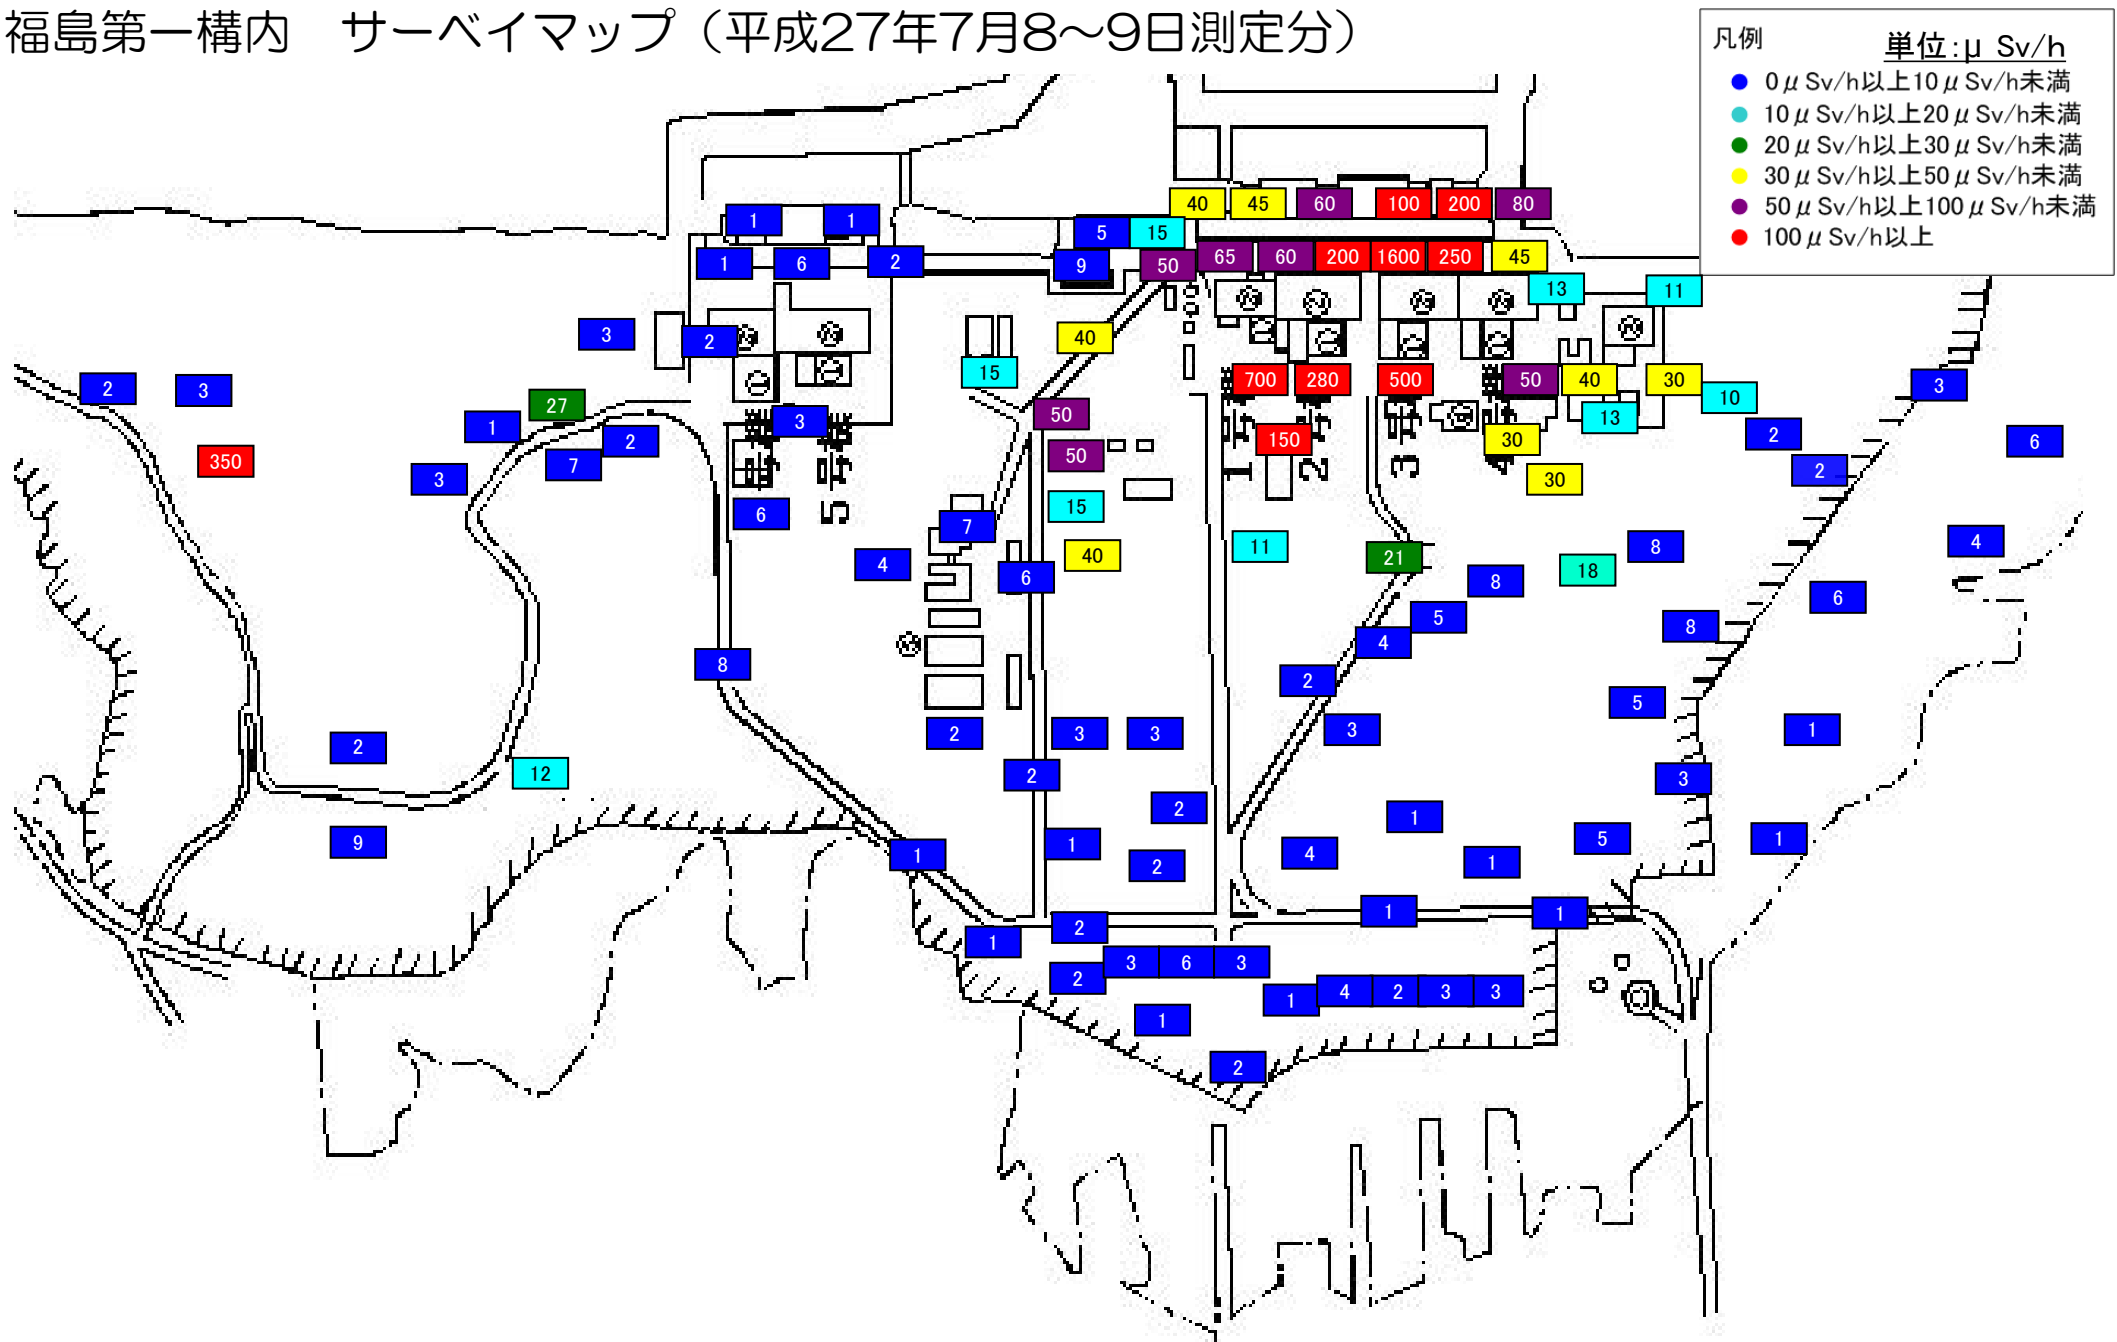 福島第一構内　サーベイマップ（平成27年7月8～9日測定分）
凡例
単位:μ Sv/h
0μSv/h以上10μSv/h未満
10μSv/h以上20μSv/h未満
20μSv/h以上30μSv/h未満
30μSv/h以上50μSv/h未満
50μSv/h以上100μSv/h未満
100μSv/h以上
40 45 60 100 200 80
1 1 5 15
1 6 2 9 50 65 60 200 1600 250 45
13 11
3 2 40
15 700 280 500 50 40 30
2 3 3
27 10
50 13
1 3 2 150 30 2 6
350 7 50 2
3 30
6 15
7
4 40 11 21 8 4
6 8 18
5 6
8 4 8
2
5
2 3 3 3 1
2
12 2 3
2
1
9 1 5 1
1 2 4 1
2 1 1
1
3 6 3
2
1 4 2 3 3
1
2
1 2 3 4 5